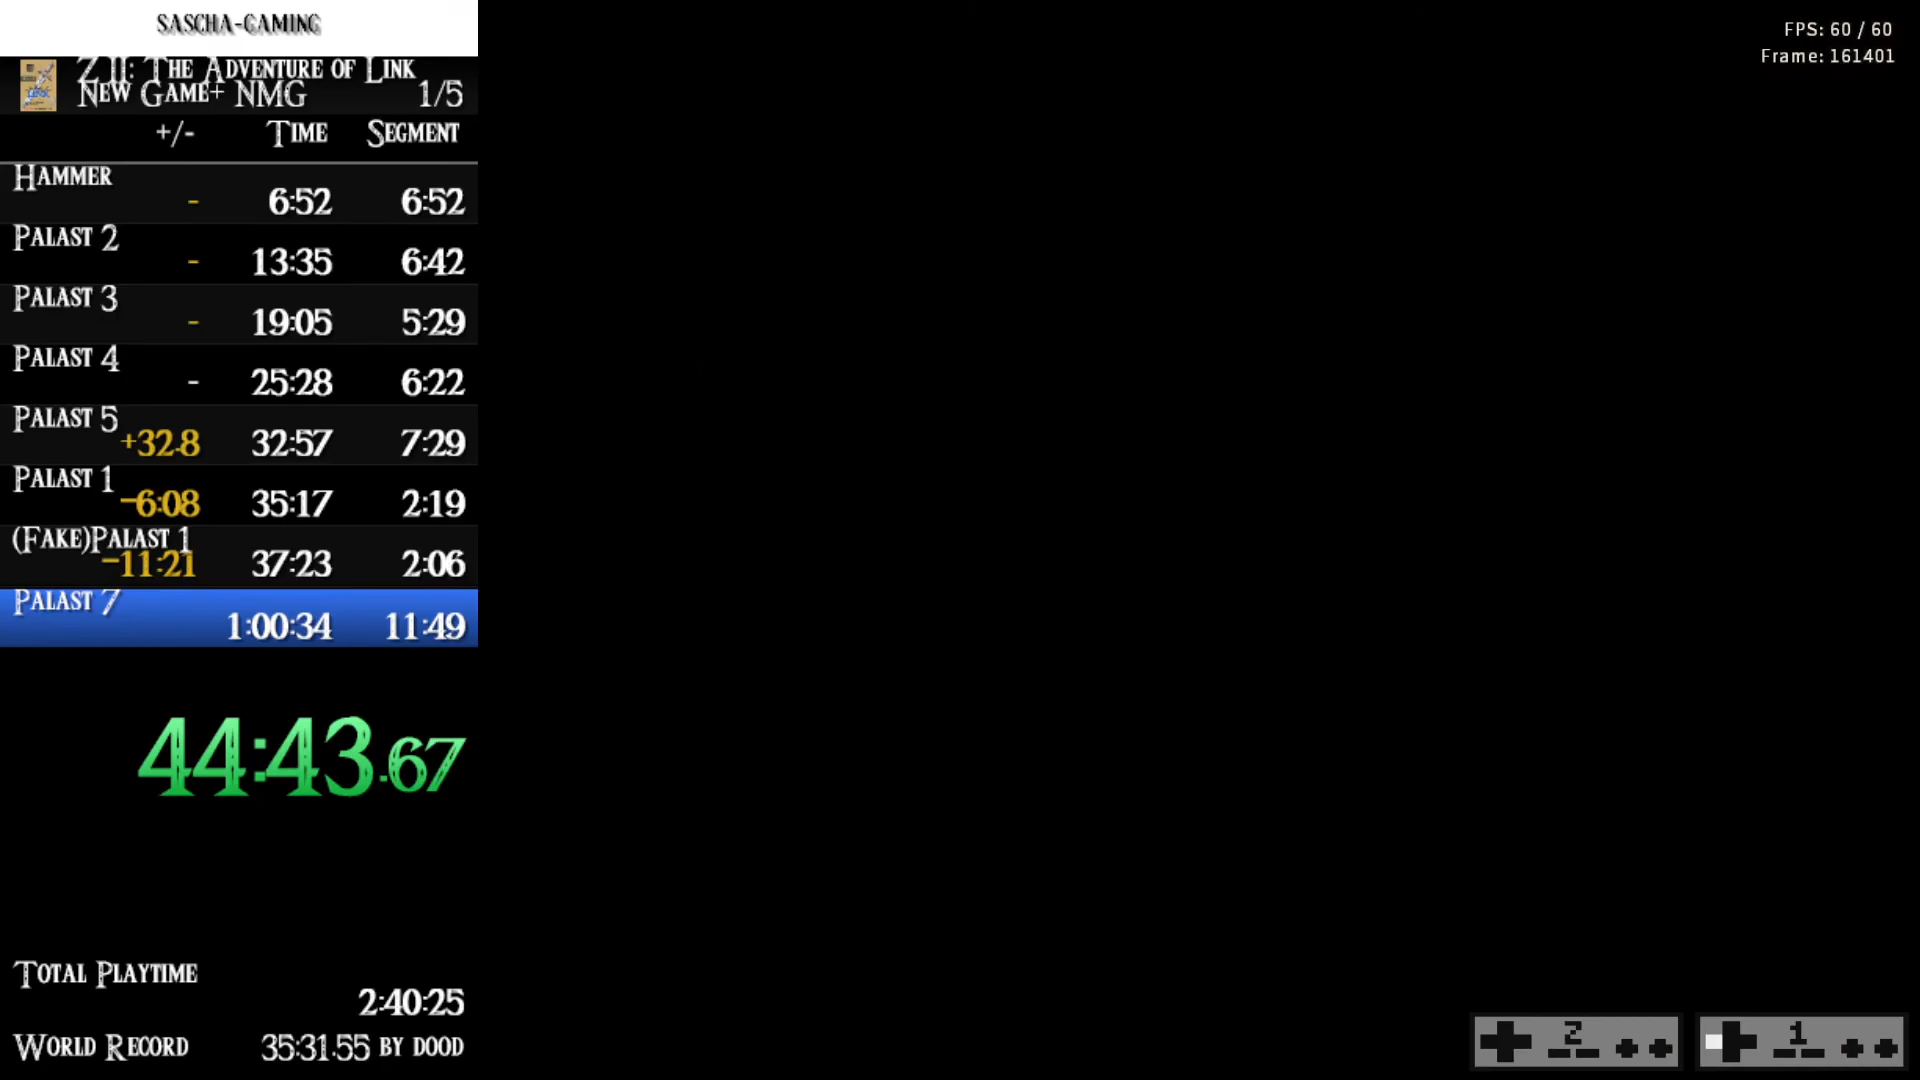 SASCHA-GAMING
Z II: The Adventure of Link
New Game+ NMG 1/5
+/- Time Segment
Hammer
- 6:52 6:52
Palast 2
- 13:35 6:42
Palast 3
- 19:05 5:29
Palast 4
- 25:28 6:22
Palast 5
+32.8 32:57 7:29
Palast 1
-6:08 35:17 2:19
(Fake)Palast 1
-11:21 37:23 2:06
Palast 7
1:00:34 11:49
44:43.67
Total Playtime
2:40:25
World Record 35:31.55 by dood
FPS: 60 / 60
Frame: 161401
2
1